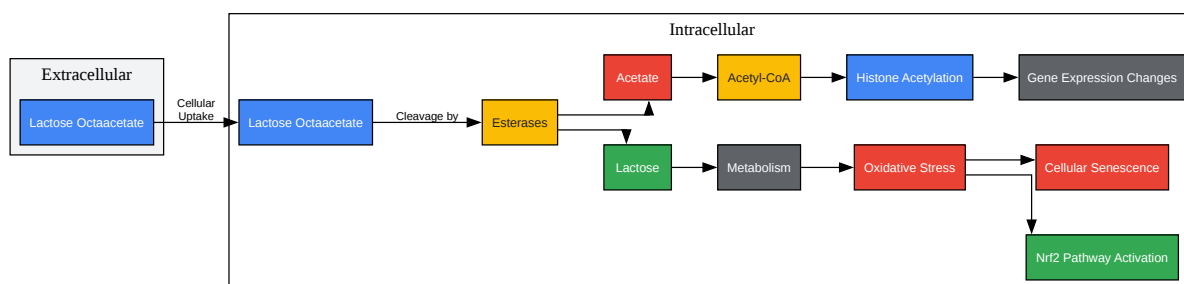 Intracellular
Extracellular
Acetate
Acetyl-CoA
Histone Acetylation
Gene Expression Changes
Lactose Octaacetate
Cellular
Uptake
Lactose Octaacetate
Cleavage by
Esterases
Lactose
Metabolism
Oxidative Stress
Cellular Senescence
Nrf2 Pathway Activation